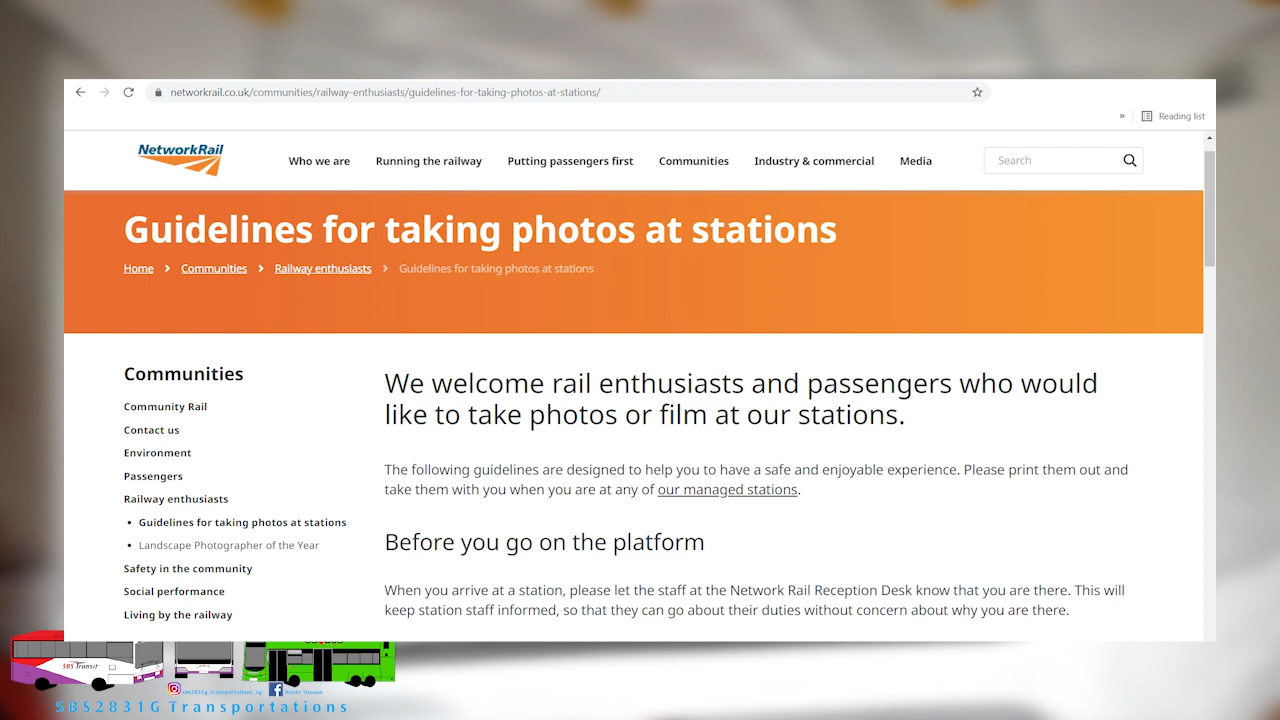 networkrail.co.uk/communities/railway-enthusiasts/guidelines-for-taking-photos-at-stations/
» Reading list
NetworkRail
Who we are Running the railway Putting passengers first Communities Industry & commercial Media Search
Guidelines for taking photos at stations
Home > Communities > Railway enthusiasts > Guidelines for taking photos at stations
Communities
Community Rail
Contact us
Environment
Passengers
Railway enthusiasts
• Guidelines for taking photos at stations
• Landscape Photographer of the Year
Safety in the community
Social performance
Living by the railway
We welcome rail enthusiasts and passengers who would
like to take photos or film at our stations.
The following guidelines are designed to help you to have a safe and enjoyable experience. Please print them out and
take them with you when you are at any of our managed stations.
Before you go on the platform
When you arrive at a station, please let the staff at the Network Rail Reception Desk know that you are there. This will
keep station staff informed, so that they can go about their duties without concern about why you are there.
SBS Transit
SBS2831G Transportations